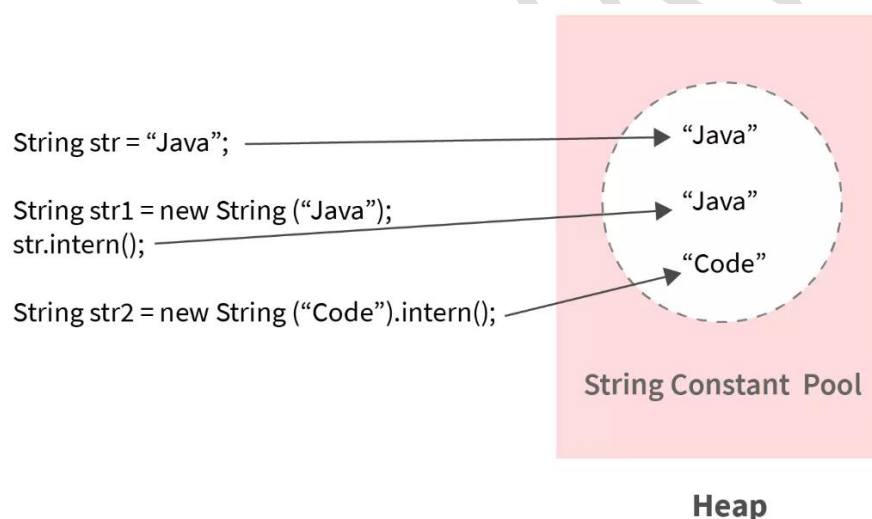 String str = “Java”;
String str1 = new String (“Java”);
str.intern();
String str2 = new String (“Code”).intern();
“Java”
“Java”
“Code”
String Constant Pool
Heap